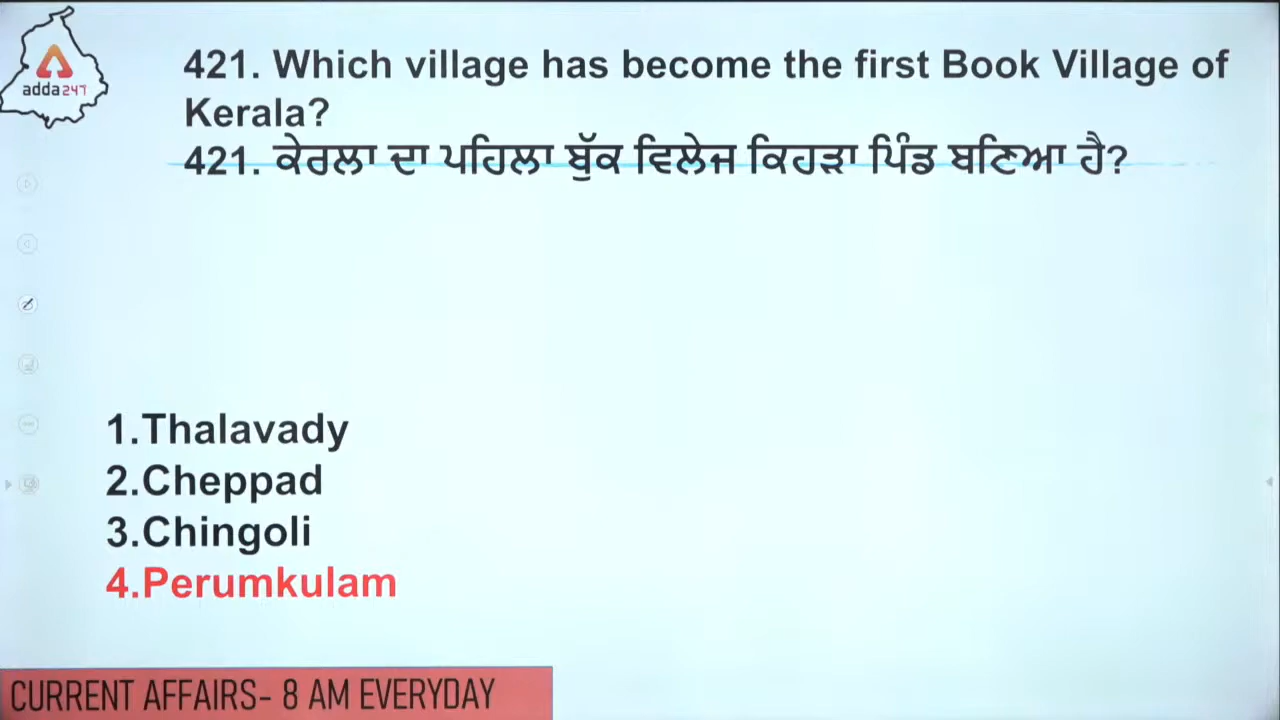 adda247
421. Which village has become the first Book Village of
Kerala?
421. ਕੇਰਲਾ ਦਾ ਪਹਿਲਾ ਬੁੱਕ ਵਿਲੇਜ ਕਿਹੜਾ ਪਿੰਡ ਬਣਿਆ ਹੈ?
1.Thalavady
2.Cheppad
3.Chingoli
4.Perumkulam
CURRENT AFFAIRS- 8 AM EVERYDAY